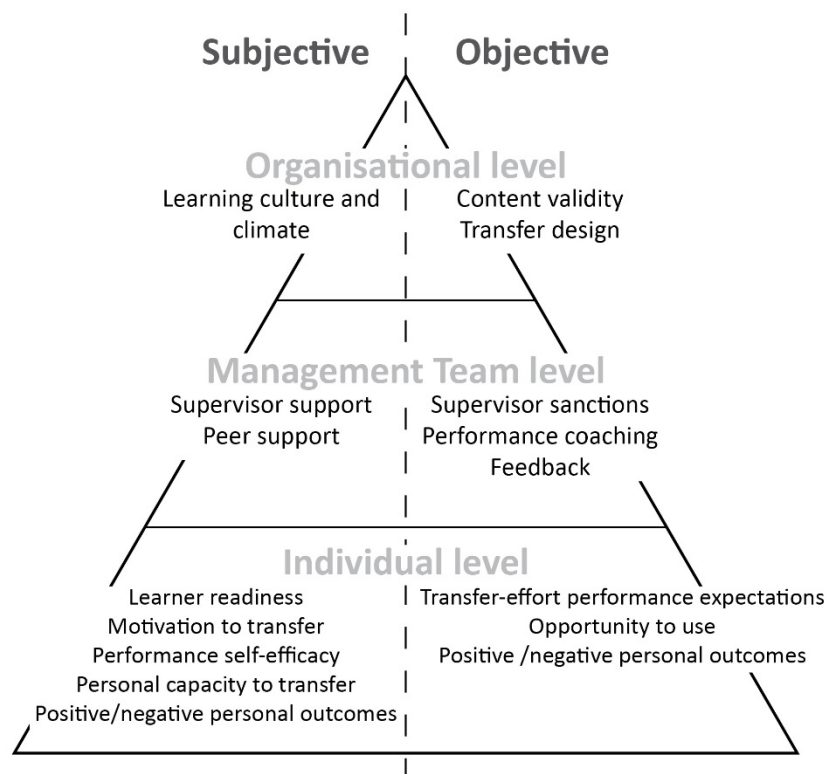 Subjective
Objective
Organisational level
Learning culture and
climate
Content validity
Transfer design
Management Team level
Supervisor support
Peer support
Supervisor sanctions
Performance coaching
Feedback
Individual level
Learner readiness
Motivation to transfer
Performance self-efficacy
Personal capacity to transfer
Positive/negative personal outcomes
Transfer-effort performance expectations
Opportunity to use
Positive /negative personal outcomes